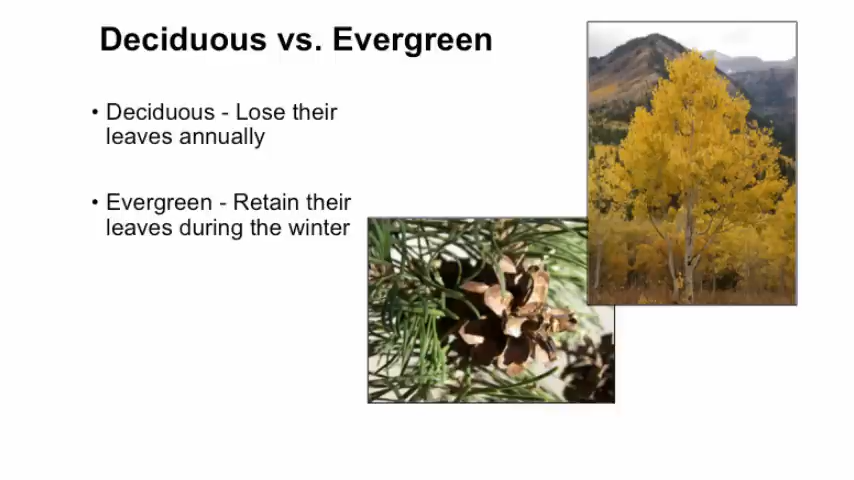 Deciduous vs. Evergreen
• Deciduous - Lose their
leaves annually
• Evergreen - Retain their
leaves during the winter